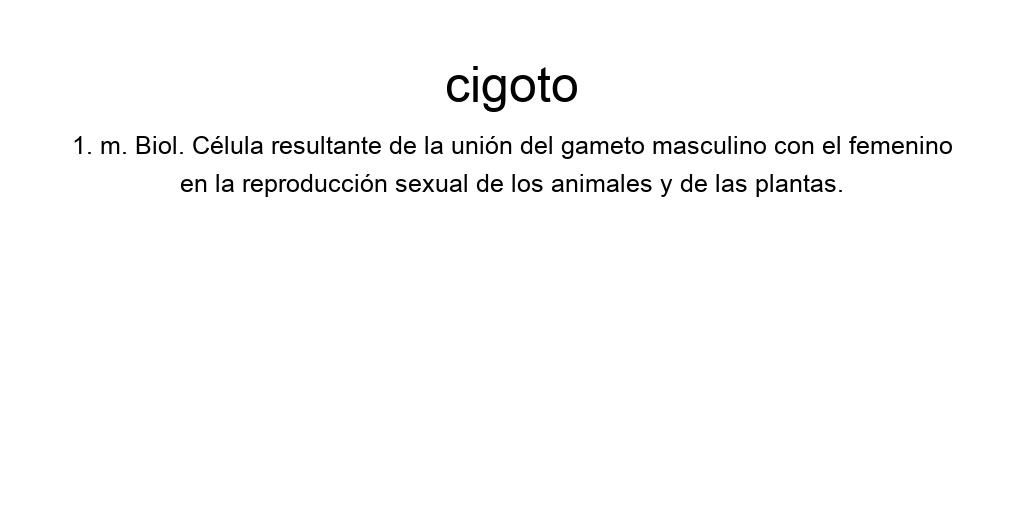 cigoto
1. m. Biol. Célula resultante de la unión del gameto masculino con el femenino
en la reproducción sexual de los animales y de las plantas.